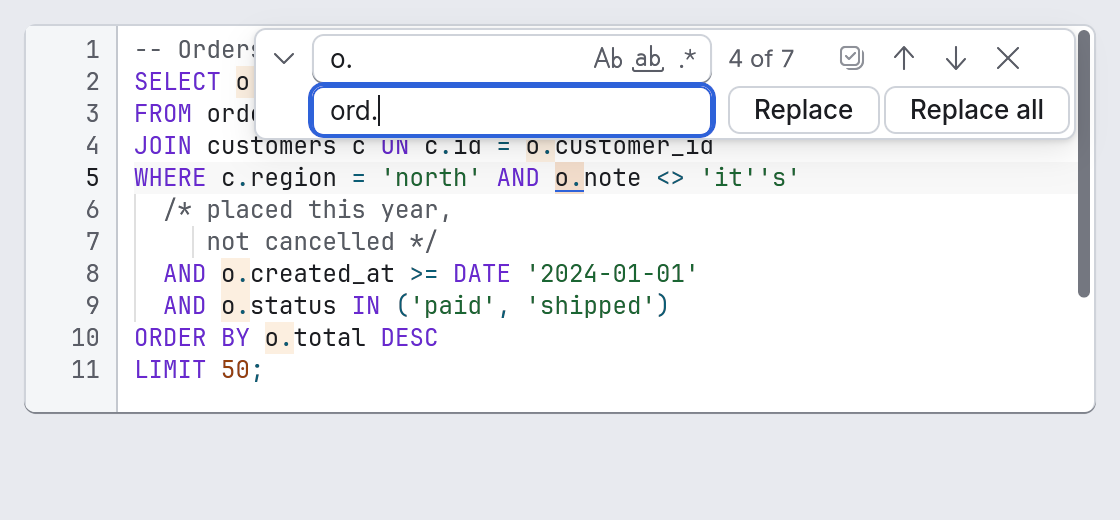 o. Ab ab .* 4 of 7
ord. Replace Replace all
1 -- Orders
2 SELECT o
3 FROM orde
4 JOIN customers c ON c.id = o.customer_id
5 WHERE c.region = 'north' AND o.note <> 'it''s'
6 /* placed this year,
7 not cancelled */
8 AND o.created_at >= DATE '2024-01-01'
9 AND o.status IN ('paid', 'shipped')
10 ORDER BY o.total DESC
11 LIMIT 50;